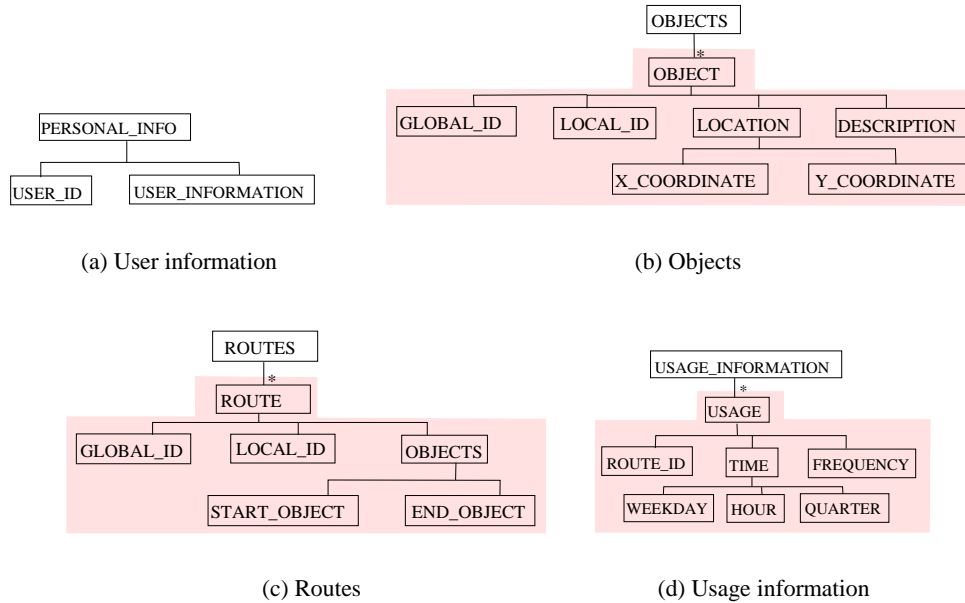 OBJECTS
*
OBJECT
GLOBAL_ID LOCAL_ID LOCATION DESCRIPTION
X_COORDINATE Y_COORDINATE
PERSONAL_INFO
USER_ID USER_INFORMATION
(a) User information
(b) Objects
ROUTES
*
ROUTE
GLOBAL_ID LOCAL_ID OBJECTS
START_OBJECT END_OBJECT
(c) Routes
USAGE_INFORMATION
*
USAGE
ROUTE_ID TIME FREQUENCY
WEEKDAY HOUR QUARTER
(d) Usage information